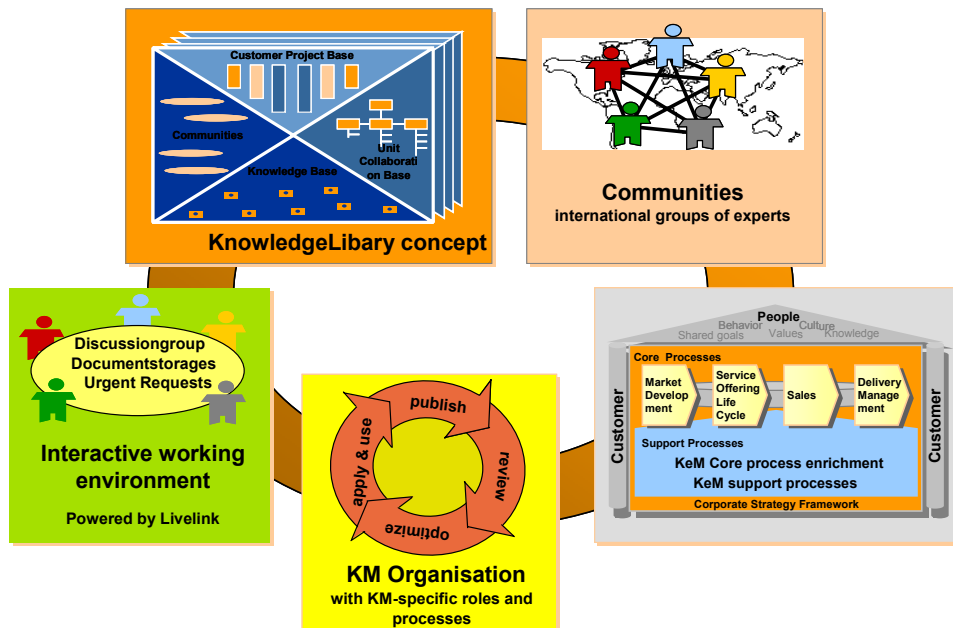 Customer Project Base
Communities
Unit
Collaborati
on Base
Knowledge Base
KnowledgeLibary concept
Communities
international groups of experts
Discussiongroup
Documentstorages
Urgent Requests
Interactive working
environment
Powered by Livelink
publish
review
optimize
apply & use
KM Organisation
with KM-specific roles and
processes
People
Behavior
Culture
Shared goals
Values
Knowledge
Customer
Core Processes
Market
Develop
ment
Service
Offering
Life
Cycle
Sales
Delivery
Manage
ment
Support Processes
KeM Core process enrichment
KeM support processes
Corporate Strategy Framework
Customer